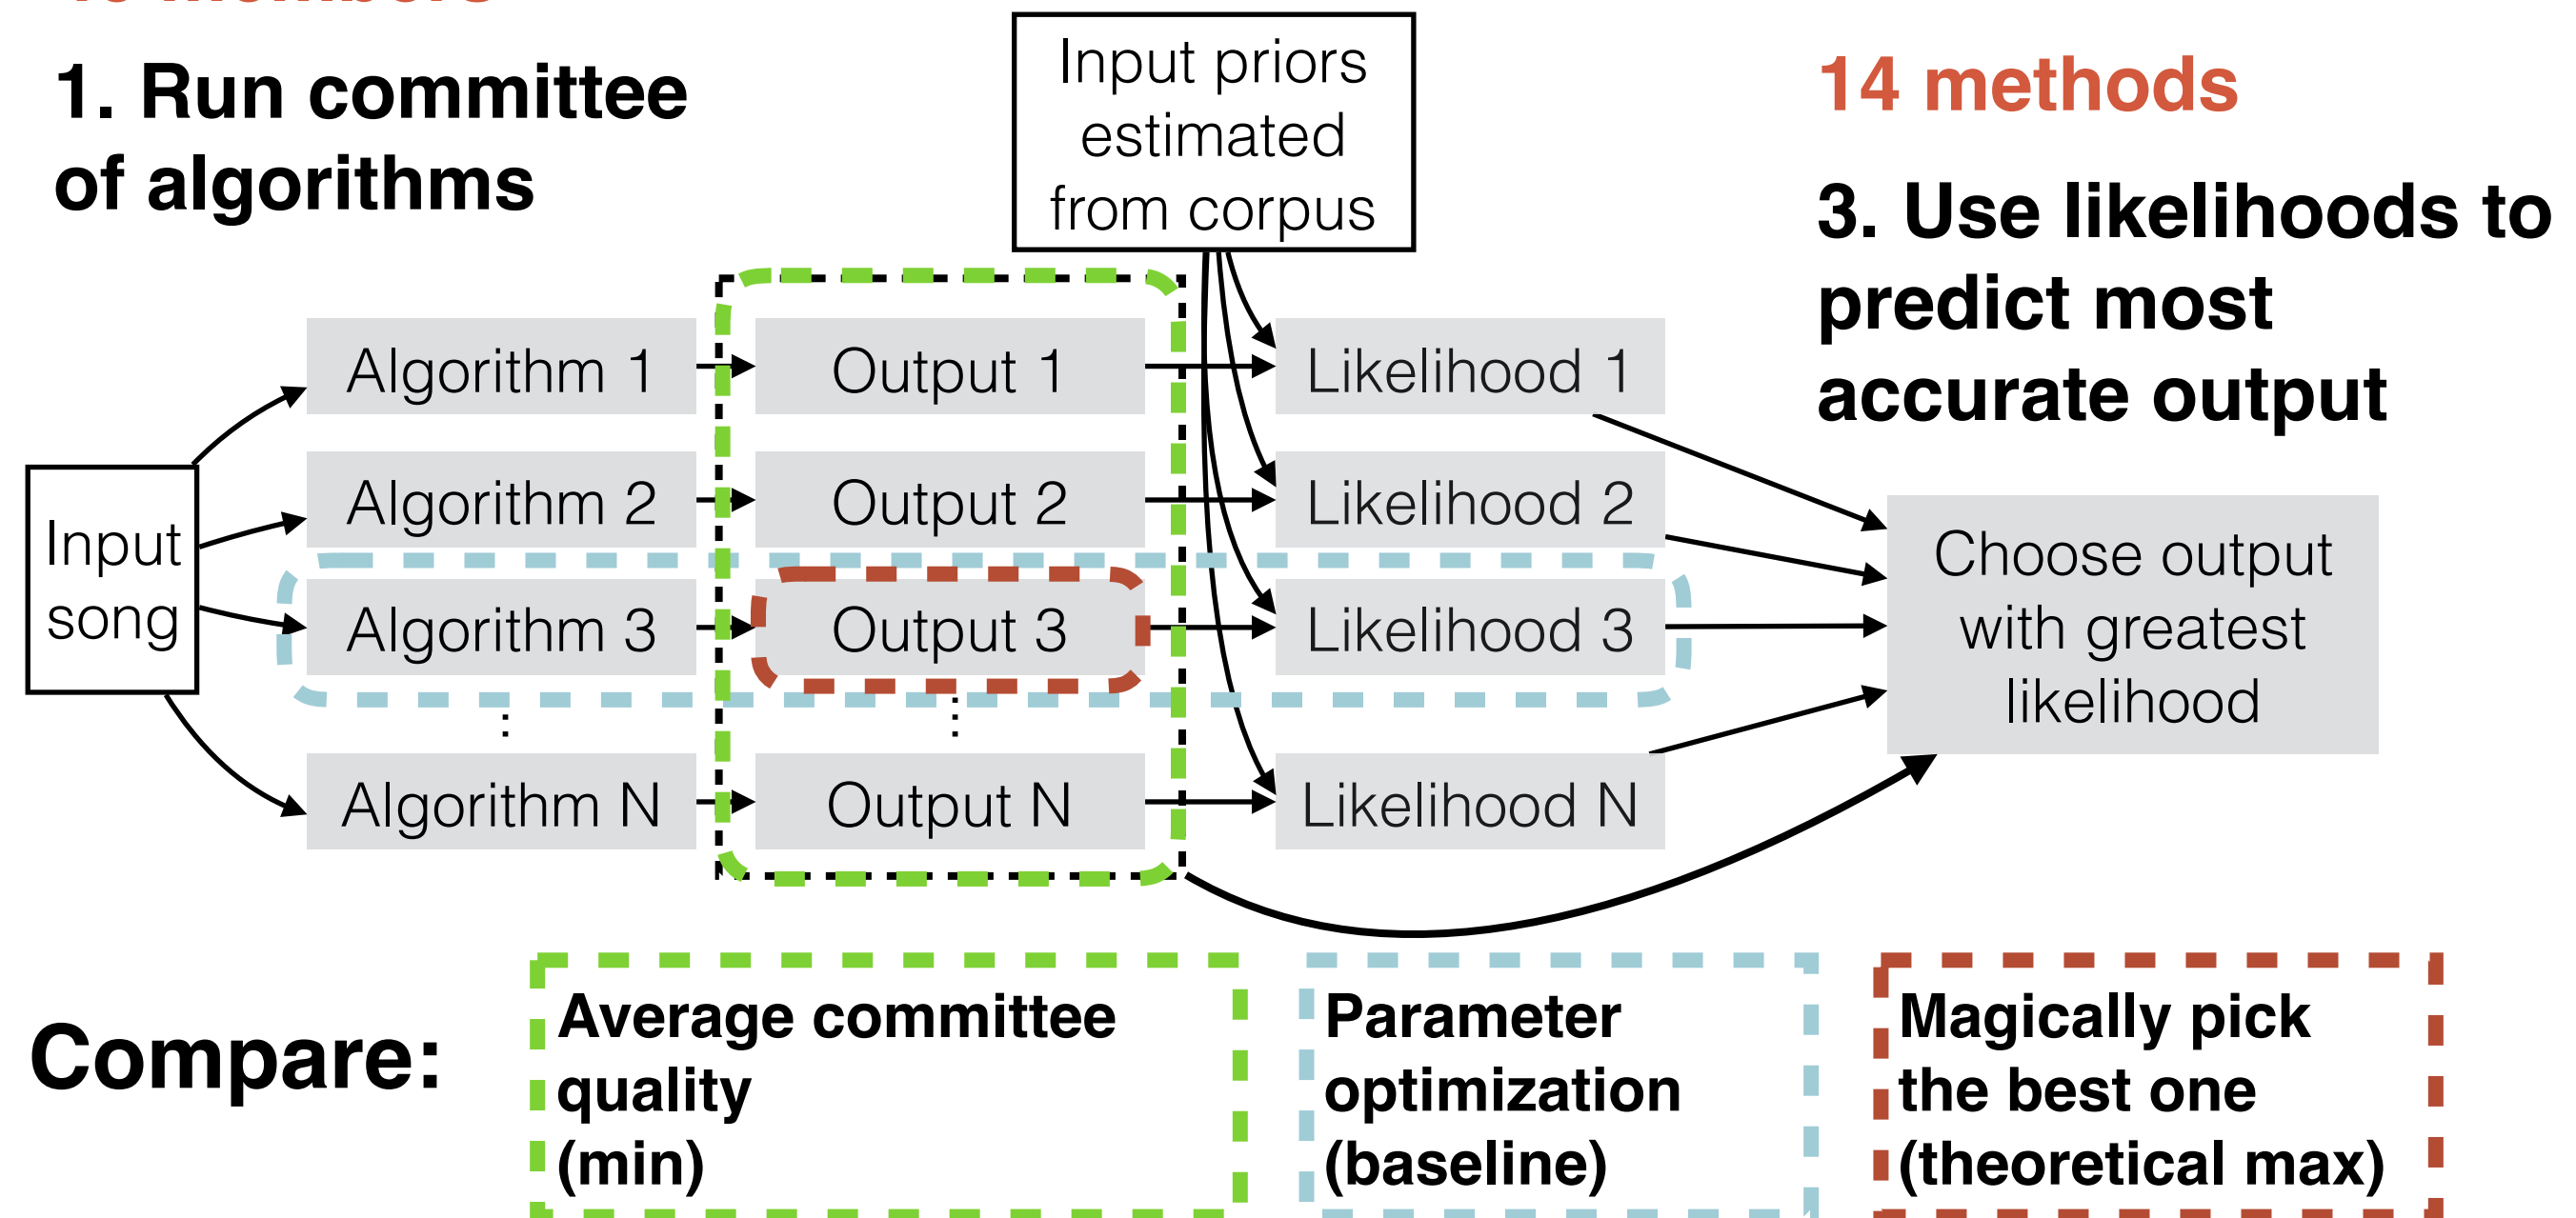 1. Run committee
of algorithms
Input priors
estimated
from corpus
14 methods
3. Use likelihoods to
predict most
accurate output
Input
song
Algorithm 1
Output 1
Likelihood 1
Algorithm 2
Output 2
Likelihood 2
Algorithm 3
Output 3
Likelihood 3
Algorithm N
Output N
Likelihood N
Choose output
with greatest
likelihood
Compare:
Average committee
quality
(min)
Parameter
optimization
(baseline)
Magically pick
the best one
(theoretical max)